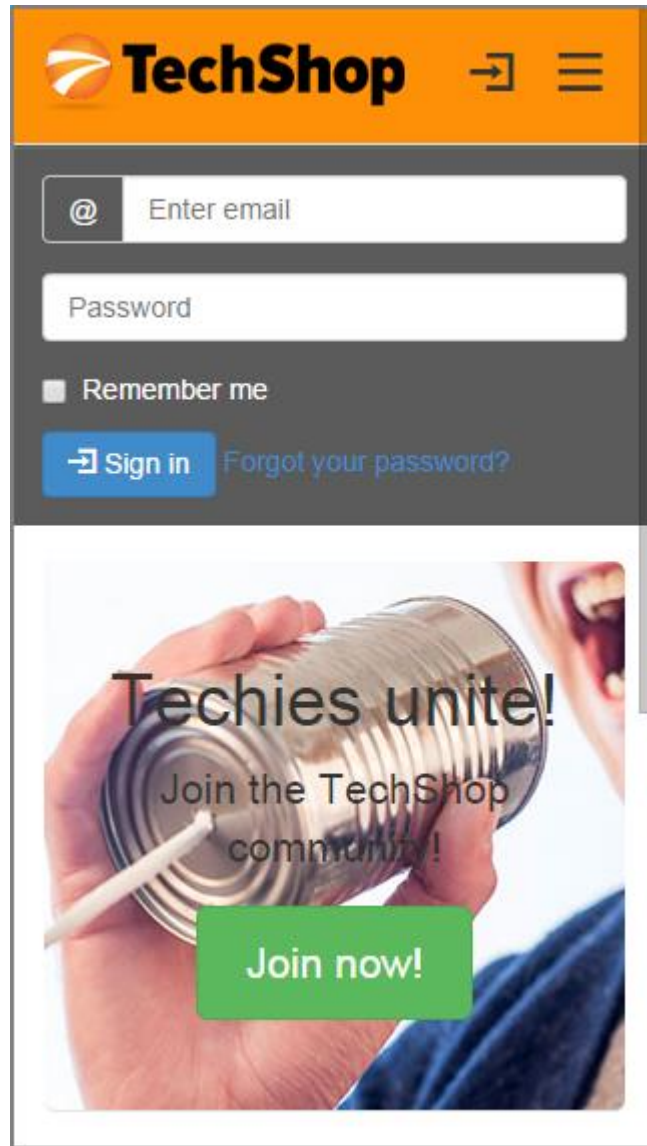 TechShop
@ Enter email
Password
Remember me
Sign in Forgot your password?
Techies unite!
Join the TechShop
community!
Join now!